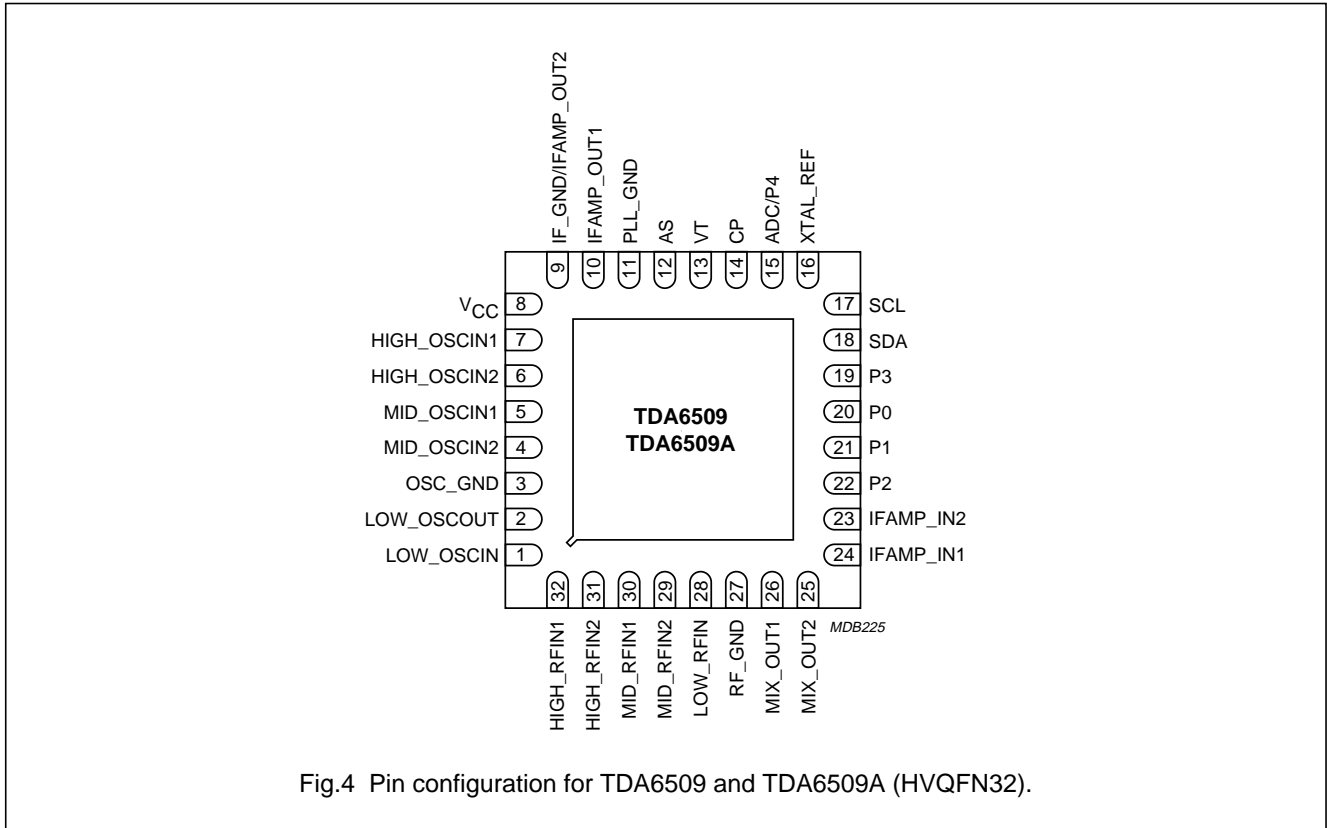 IF_GND/IFAMP_OUT2
IFAMP_OUT1
PLL_GND
AS
VT
CP
ADC/P4
XTAL_REF
9
10
11
12
13
14
15
16
VCC 8
17 SCL
HIGH_OSCIN1 7
18 SDA
HIGH_OSCIN2 6
19 P3
MID_OSCIN1 5
20 P0
MID_OSCIN2 4
21 P1
OSC_GND 3
22 P2
LOW_OSCOUT 2
23 IFAMP_IN2
LOW_OSCIN 1
24 IFAMP_IN1
TDA6509
TDA6509A
32
31
30
29
28
27
26
25
HIGH_RFIN1
HIGH_RFIN2
MID_RFIN1
MID_RFIN2
LOW_RFIN
RF_GND
MIX_OUT1
MIX_OUT2
MDB225
Fig.4 Pin configuration for TDA6509 and TDA6509A (HVQFN32).